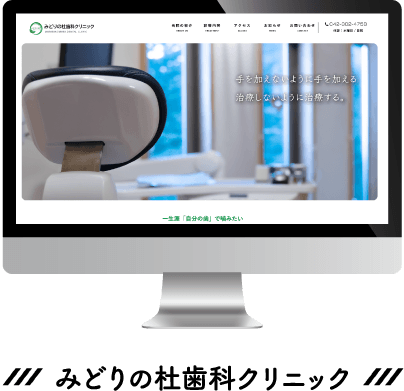 みどりの杜歯科クリニック
当院の紹介 診療内容 アクセス お知らせ お問い合わせ
042-302-4753
手を加えないように手を加える
治療しないように治療する。
一生涯「自分の歯」で噛みたい
みどりの杜歯科クリニック